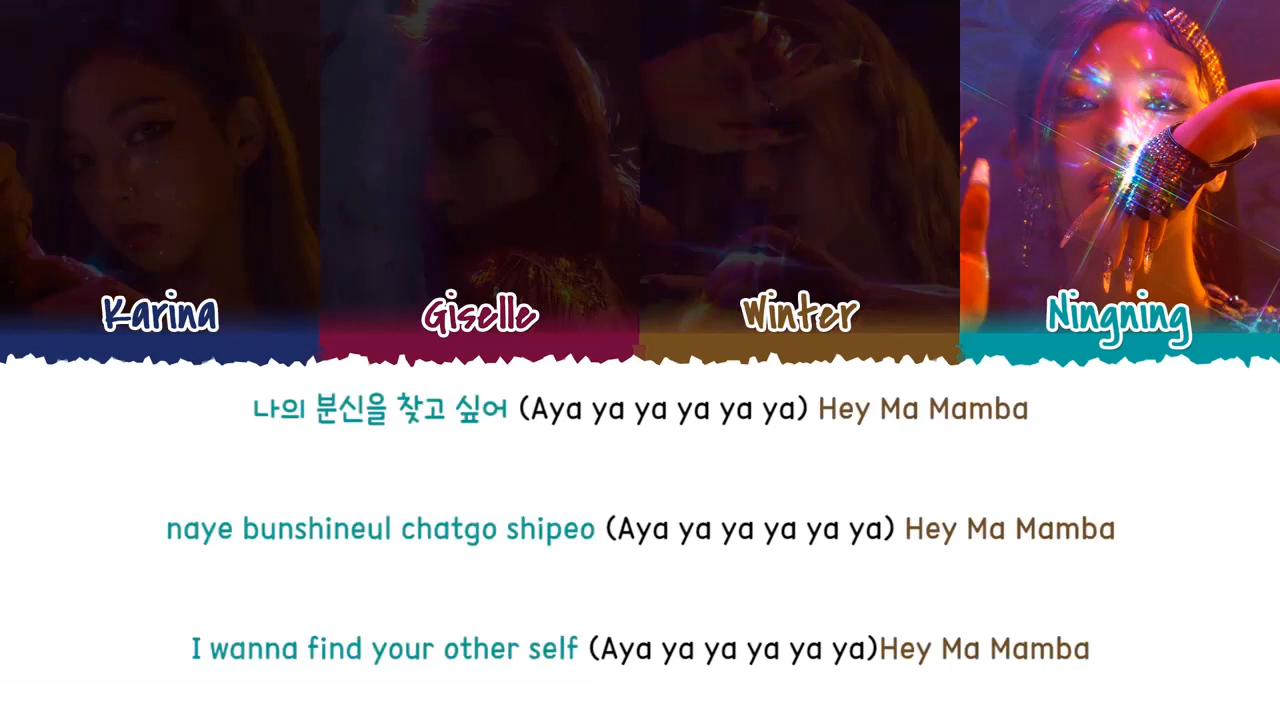 Karina Giselle Winter Ningning
나의 분신을 찾고 싶어 (Aya ya ya ya ya ya) Hey Ma Mamba
naye bunshineul chatgo shipeo (Aya ya ya ya ya ya) Hey Ma Mamba
I wanna find your other self (Aya ya ya ya ya ya)Hey Ma Mamba